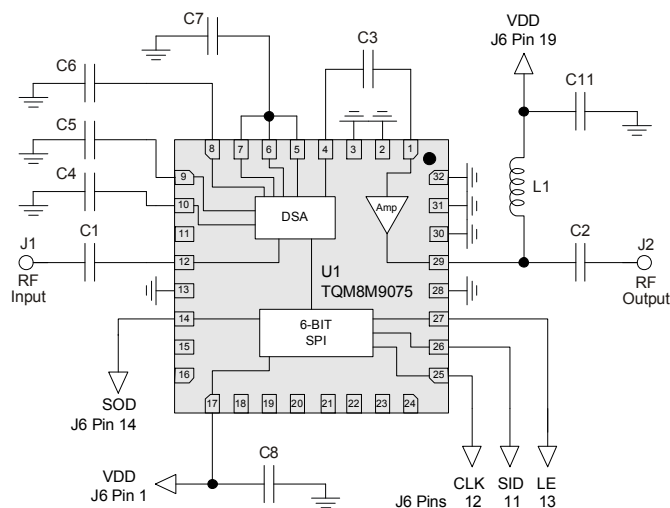 C7
VDD
J6 Pin 19
C6
C3
C11
C5
8 7 6 5 4 3 2 1
C4
9
32
10
DSA
Amp
31
L1
J1
C1
11
30
C2
J2
12
29
RF
Input
U1
RF
Output
13
TQM8M9075
28
14
6-BIT
SPI
27
15
26
16
25
SOD
J6 Pin 14
17 18 19 20 21 22 23 24
C8
VDD
J6 Pin 1
CLK SID LE
J6 Pins 12 11 13